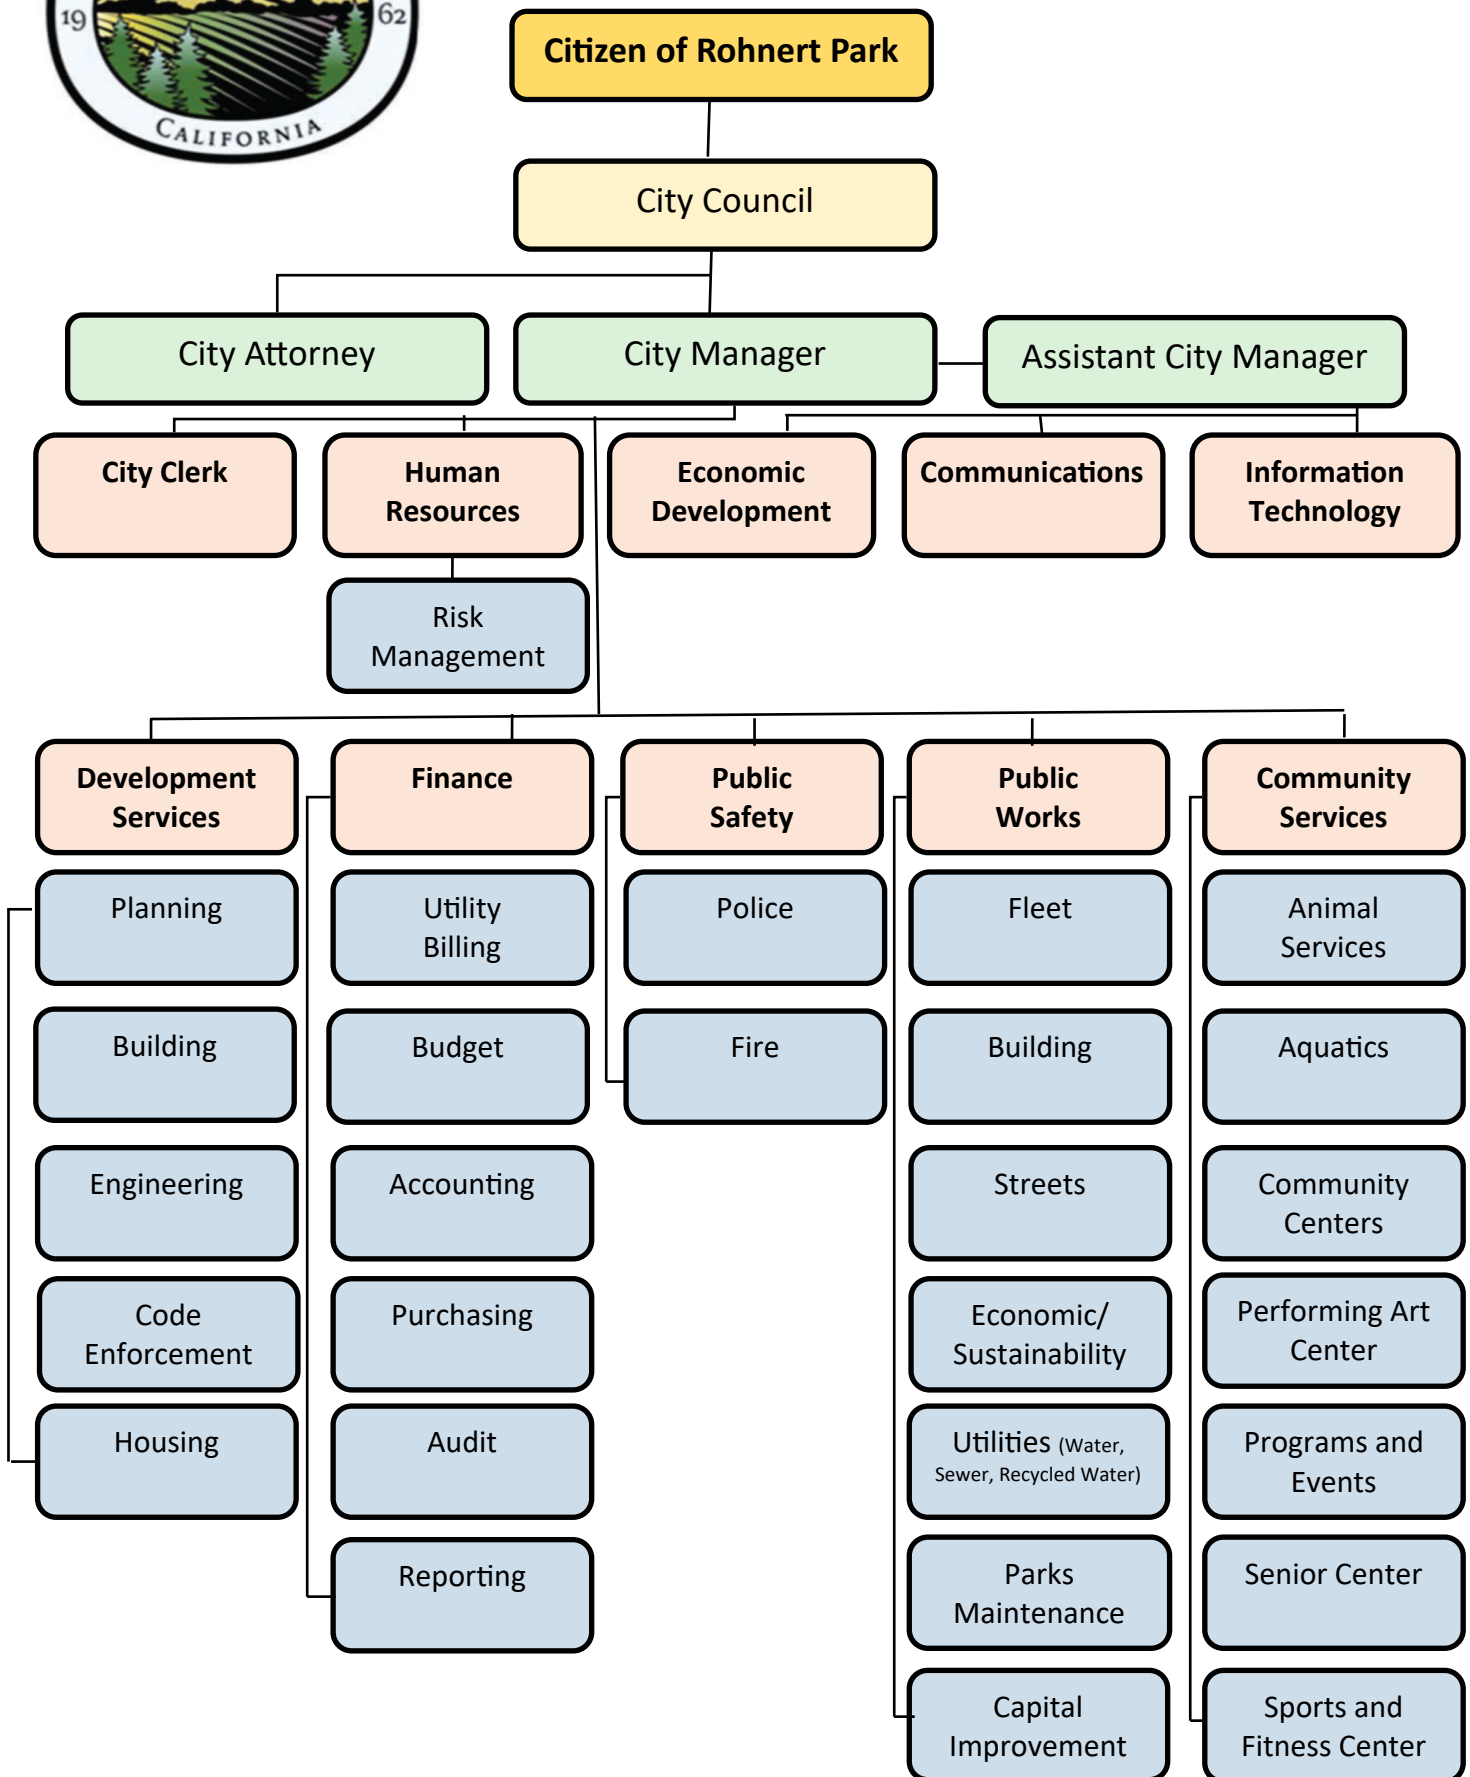 19 62
CALIFORNIA
Citizen of Rohnert Park
City Council
City Attorney
City Manager
Assistant City Manager
City Clerk
Human
Resources
Economic
Development
Communications
Information
Technology
Risk
Management
Development
Services
Finance
Public
Safety
Public
Works
Community
Services
Planning
Utility
Billing
Police
Fleet
Animal
Services
Building
Budget
Fire
Building
Aquatics
Engineering
Accounting
Streets
Community
Centers
Code
Enforcement
Purchasing
Economic/
Sustainability
Performing Art
Center
Housing
Audit
Utilities (Water,
Sewer, Recycled Water)
Programs and
Events
Reporting
Parks
Maintenance
Senior Center
Capital
Improvement
Sports and
Fitness Center